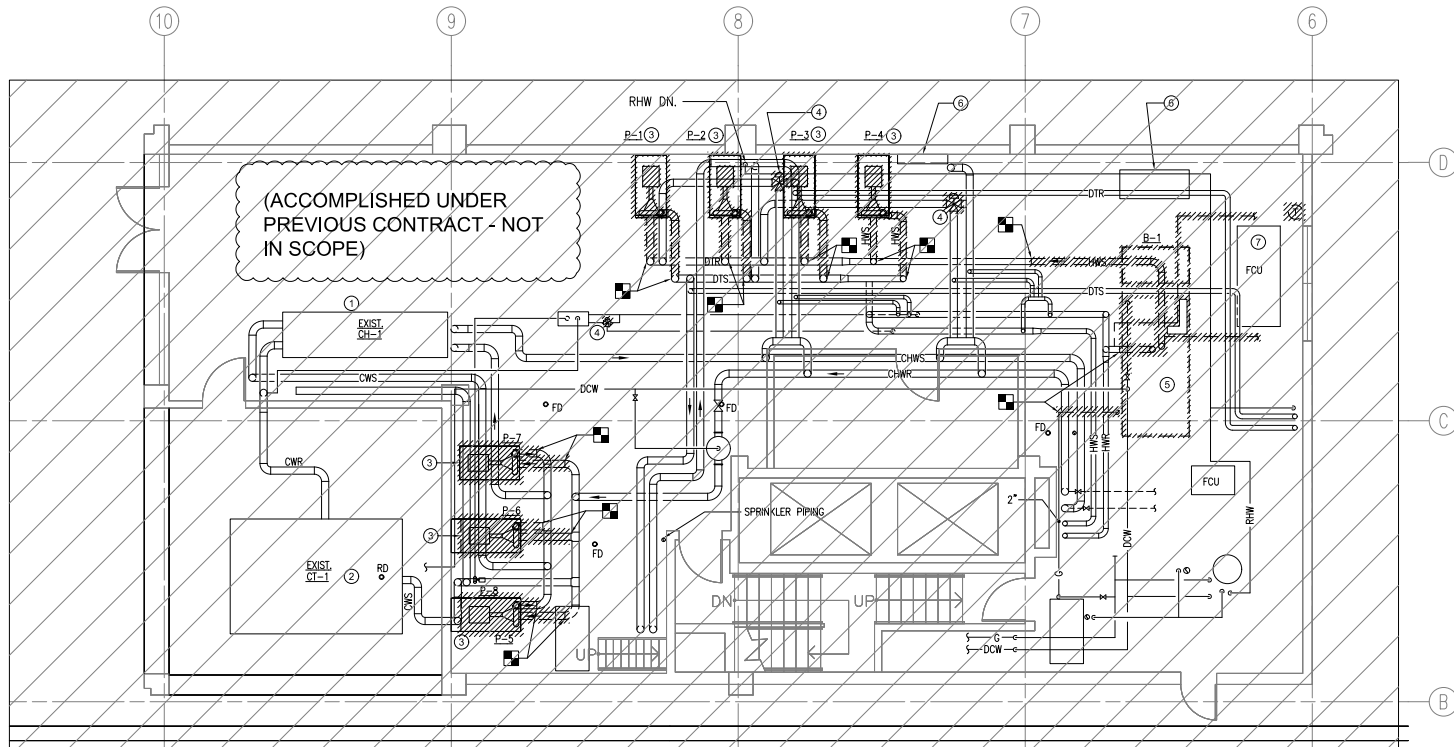 10
9
8
7
6
RHW DN.
4
6
6
P-1 3
P-2 3
P-3 3
P-4 3
D
(ACCOMPLISHED UNDER
PREVIOUS CONTRACT - NOT
IN SCOPE)
DTR
4
HWS
HWS
B-1
7
FCU
HWS
DTR
DTS
DTS
1
EXIST.
CH-1
4
CHWS
CHWR
CWS
DCW
5
FD
FD
FD
C
P-7
3
HWS
HWR
CWR
FCU
2"
SPRINKLER PIPING
P-6
3
FD
RHW
DCW
EXIST.
CT-1
2
RD
CWS
P-8
G
DN
UP
3
P-5
UP
G
DCW
B